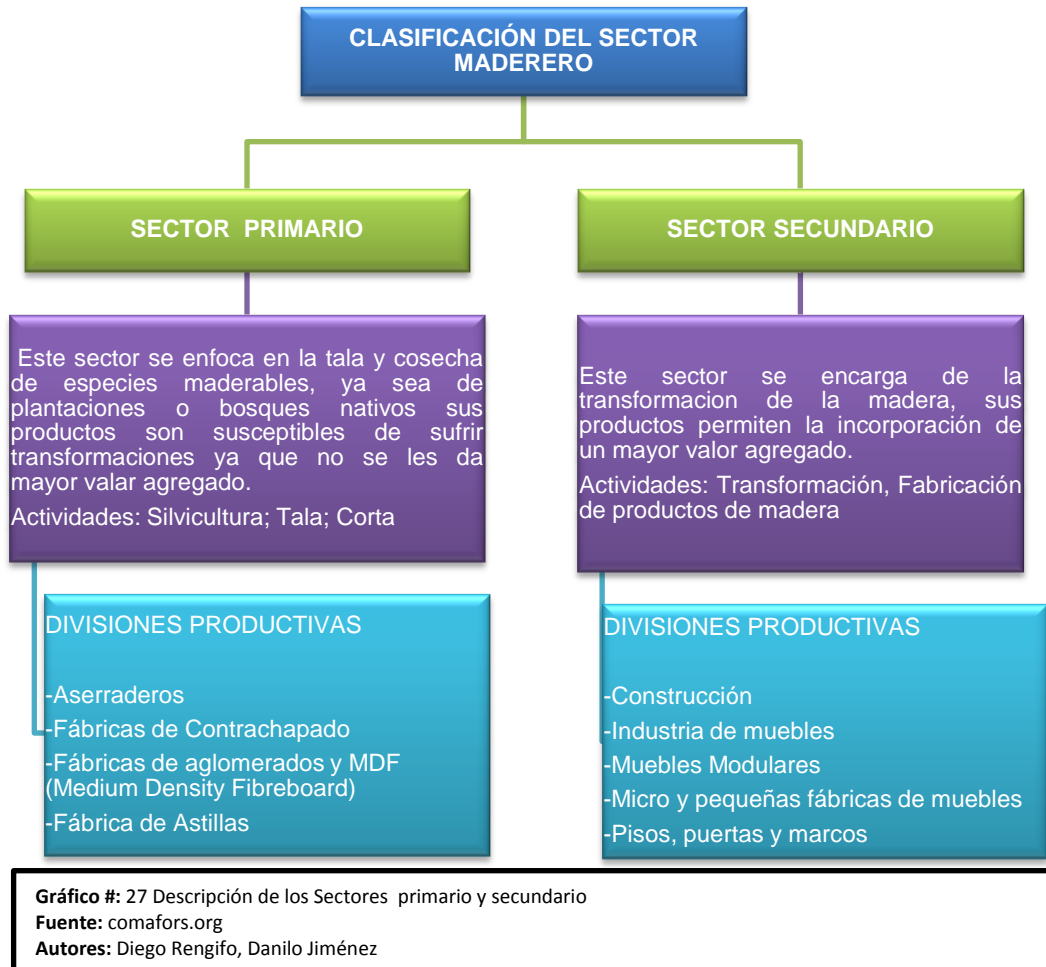 CLASIFICACIÓN DEL SECTOR
MADERERO
SECTOR PRIMARIO
Este sector se enfoca en la tala y cosecha
de especies maderables, ya sea de
plantaciones o bosques nativos sus
productos son susceptibles de sufrir
transformaciones ya que no se les da
mayor valar agregado.
Actividades: Silvicultura; Tala; Corta
DIVISIONES PRODUCTIVAS
-Aserraderos
-Fábricas de Contrachapado
-Fábricas de aglomerados y MDF
(Medium Density Fibreboard)
-Fábrica de Astillas
SECTOR SECUNDARIO
Este sector se encarga de la
transformacion de la madera, sus
productos permiten la incorporación de
un mayor valor agregado.
Actividades: Transformación, Fabricación
de productos de madera
DIVISIONES PRODUCTIVAS
-Construcción
-Industria de muebles
-Muebles Modulares
-Micro y pequeñas fábricas de muebles
-Pisos, puertas y marcos
Gráfico #: 27 Descripción de los Sectores primario y secundario
Fuente: comafors.org
Autores: Diego Rengifo, Danilo Jiménez